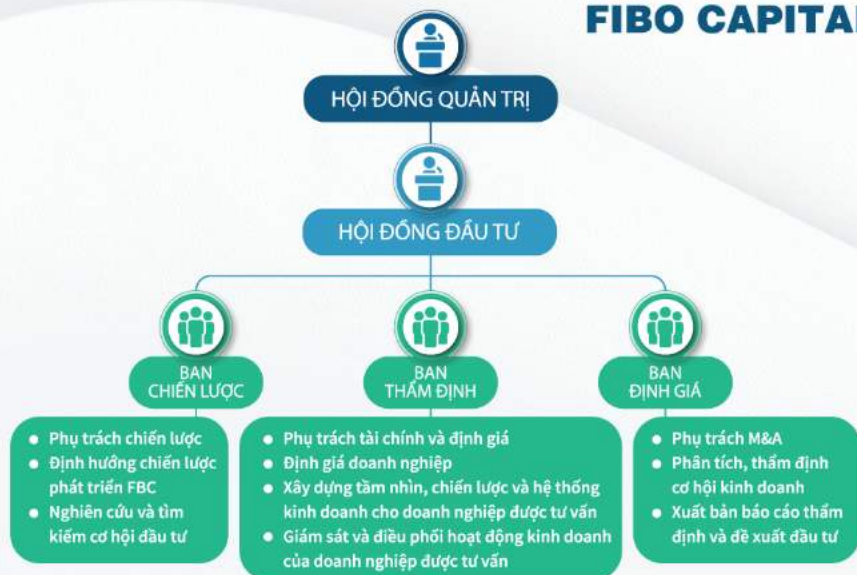 FIBO CAPITAL
HỘI ĐỒNG QUẢN TRỊ
HỘI ĐỒNG ĐẦU TƯ
BAN
CHIẾN LƯỢC
• Phụ trách chiến lược
• Định hướng chiến lược
phát triển FBC
• Nghiên cứu và tìm
kiếm cơ hội đầu tư
BAN
THẨM ĐỊNH
• Phụ trách tài chính và định giá
• Định giá doanh nghiệp
• Xây dựng tầm nhìn, chiến lược và hệ thống
kinh doanh cho doanh nghiệp được tư vấn
• Giám sát và điều phối hoạt động kinh doanh
của doanh nghiệp được tư vấn
BAN
ĐỊNH GIÁ
• Phụ trách M&A
• Phân tích, thẩm định
cơ hội kinh doanh
• Xuất bản báo cáo thẩm
định và đề xuất đầu tư